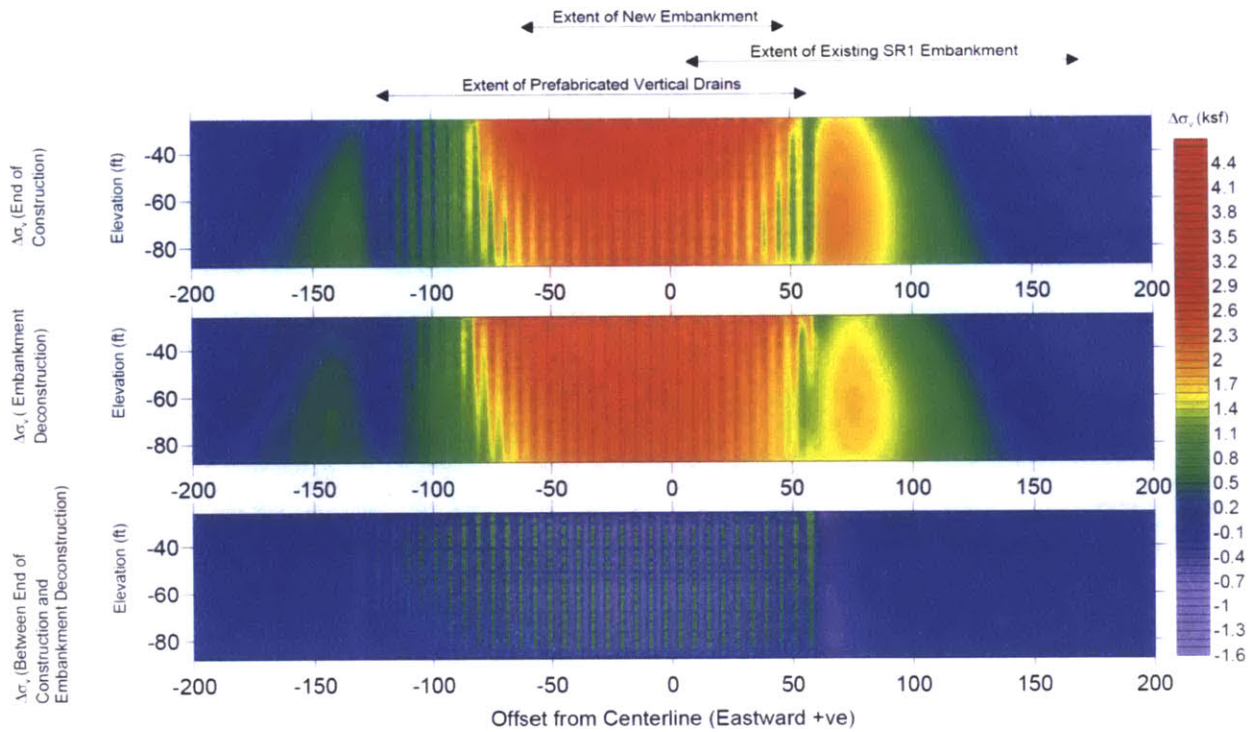 Extent of New Embankment
Extent of Existing SR1 Embankment
Extent of Prefabricated Vertical Drains
Δσv (End of
Construction)
Elevation (ft)
-40
-60
-80
-200 -150 -100 -50 0 50 100 150 200
Δσv ( Embankment
Deconstruction)
Elevation (ft)
-40
-60
-80
-200 -150 -100 -50 0 50 100 150 200
Δσv (Between End of
Construction and
Embankment Deconstruction)
Elevation (ft)
-40
-60
-80
-200 -150 -100 -50 0 50 100 150 200
Offset from Centerline (Eastward +ve)
Δσv (ksf)
4.4
4.1
3.8
3.5
3.2
2.9
2.6
2.3
2
1.7
1.4
1.1
0.8
0.5
0.2
-0.1
-0.4
-0.7
-1
-1.3
-1.6